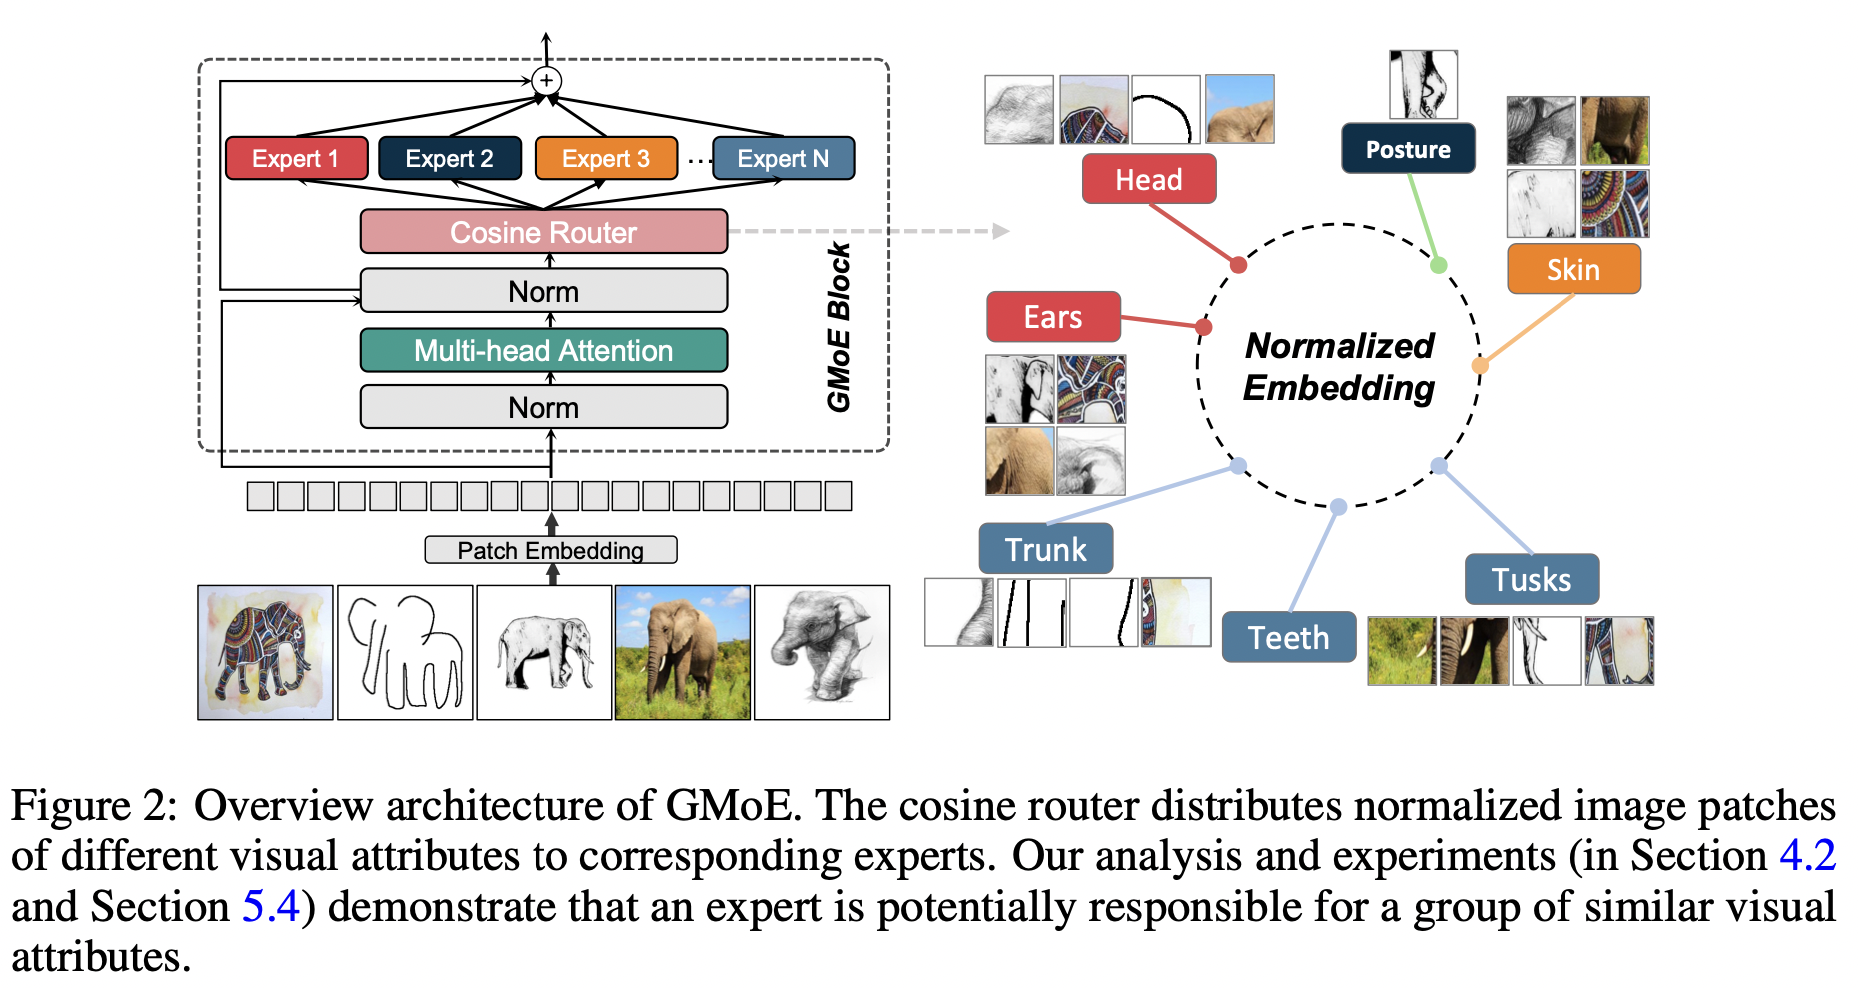 +
Expert 1
Expert 2
Expert 3
...
Expert N
Cosine Router
Norm
Multi-head Attention
Norm
GMoE Block
Patch Embedding
Head
Posture
Skin
Ears
Normalized
Embedding
Trunk
Teeth
Tusks
Figure 2: Overview architecture of GMoE. The cosine router distributes normalized image patches
of different visual attributes to corresponding experts. Our analysis and experiments (in Section 4.2
and Section 5.4) demonstrate that an expert is potentially responsible for a group of similar visual
attributes.